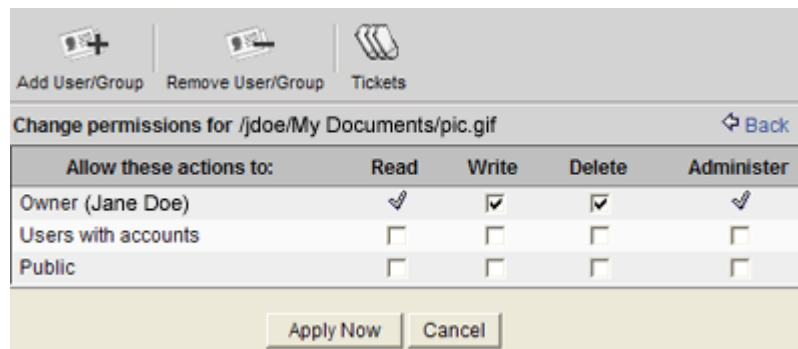 Add User/Group Remove User/Group Tickets
Change permissions for /jdoe/My Documents/pic.gif Back
Allow these actions to: Read Write Delete Administer
Owner (Jane Doe)
Users with accounts
Public
Apply Now Cancel